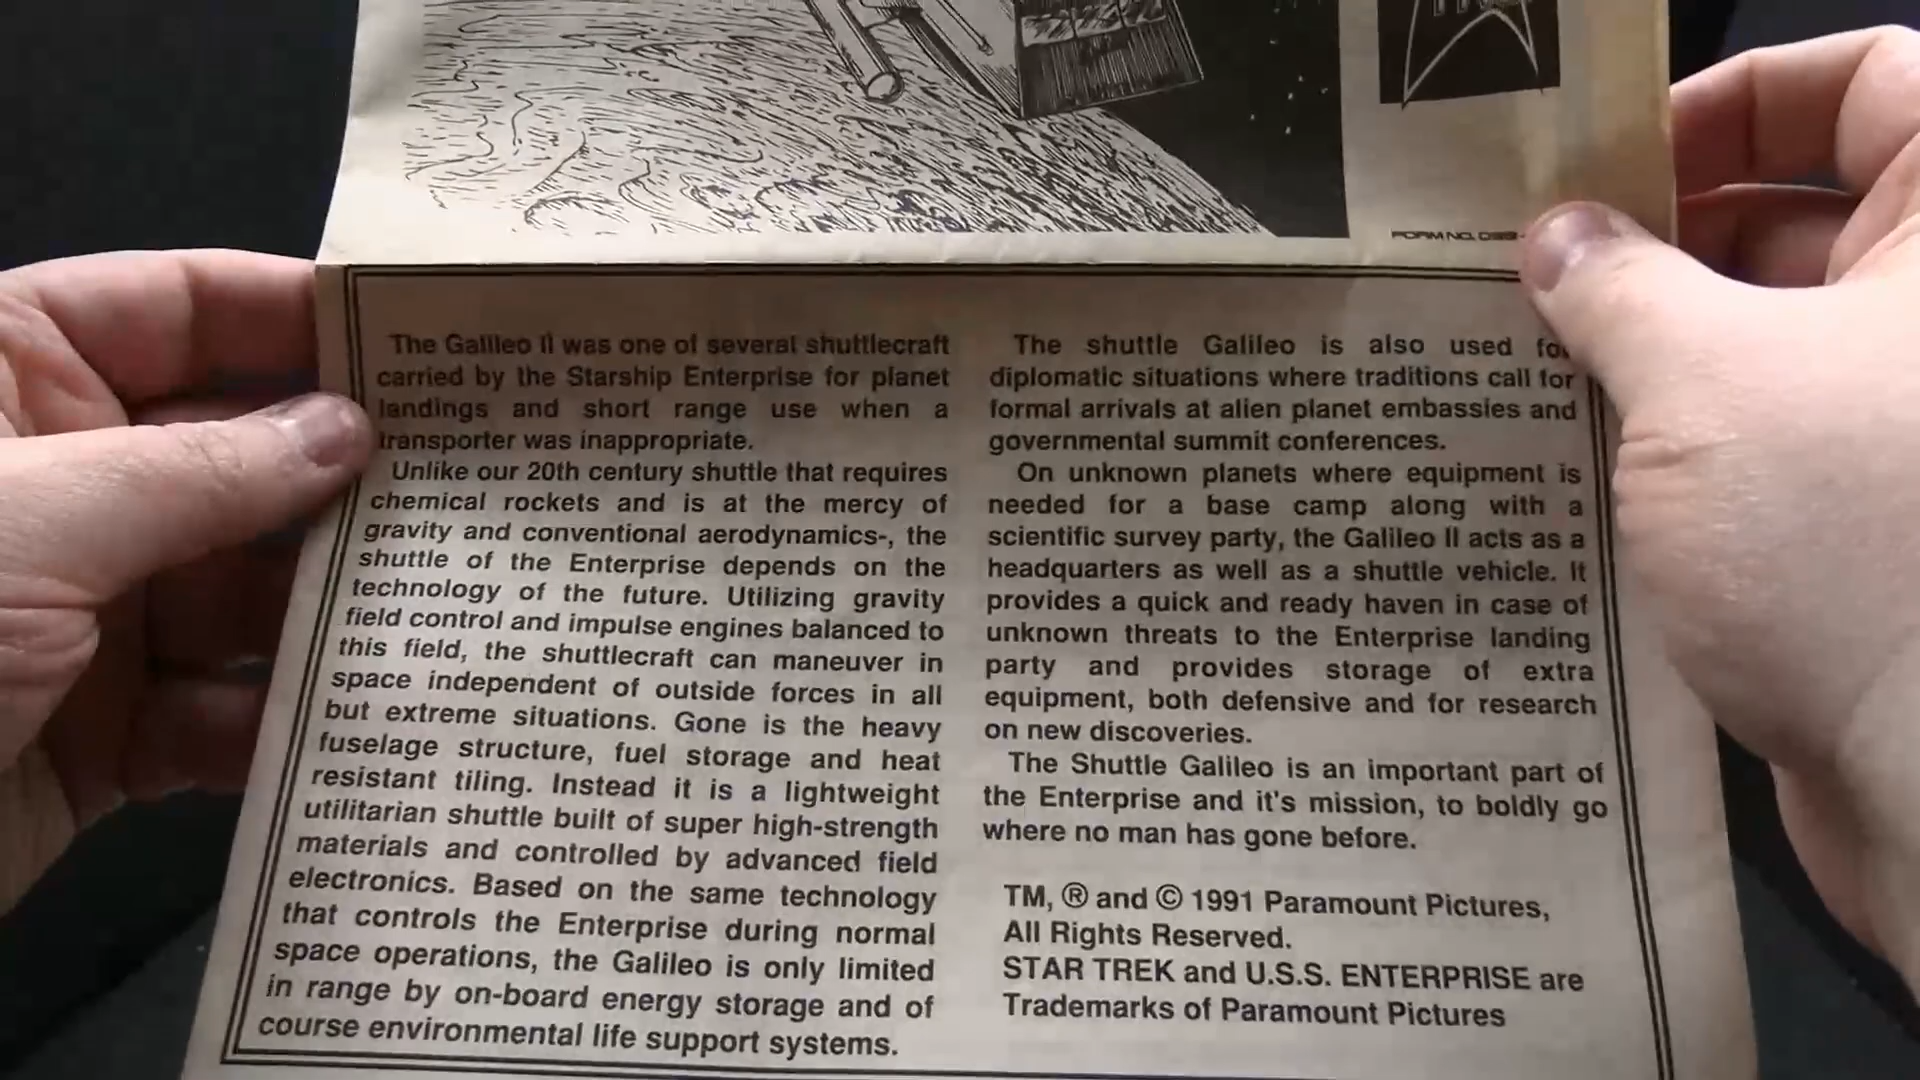 FORM NO.
The Galileo II was one of several shuttlecraft
carried by the Starship Enterprise for planet
landings and short range use when a
transporter was inappropriate.
Unlike our 20th century shuttle that requires
chemical rockets and is at the mercy of
gravity and conventional aerodynamics-, the
shuttle of the Enterprise depends on the
technology of the future. Utilizing gravity
field control and impulse engines balanced to
this field, the shuttlecraft can maneuver in
space independent of outside forces in all
but extreme situations. Gone is the heavy
fuselage structure, fuel storage and heat
resistant tiling. Instead it is a lightweight
utilitarian shuttle built of super high-strength
materials and controlled by advanced field
electronics. Based on the same technology
that controls the Enterprise during normal
space operations, the Galileo is only limited
in range by on-board energy storage and of
course environmental life support systems.
The shuttle Galileo is also used for
diplomatic situations where traditions call for
formal arrivals at alien planet embassies and
governmental summit conferences.
On unknown planets where equipment is
needed for a base camp along with a
scientific survey party, the Galileo II acts as a
headquarters as well as a shuttle vehicle. It
provides a quick and ready haven in case of
unknown threats to the Enterprise landing
party and provides storage of extra
equipment, both defensive and for research
on new discoveries.
The Shuttle Galileo is an important part of
the Enterprise and it's mission, to boldly go
where no man has gone before.
TM, ® and © 1991 Paramount Pictures,
All Rights Reserved.
STAR TREK and U.S.S. ENTERPRISE are
Trademarks of Paramount Pictures